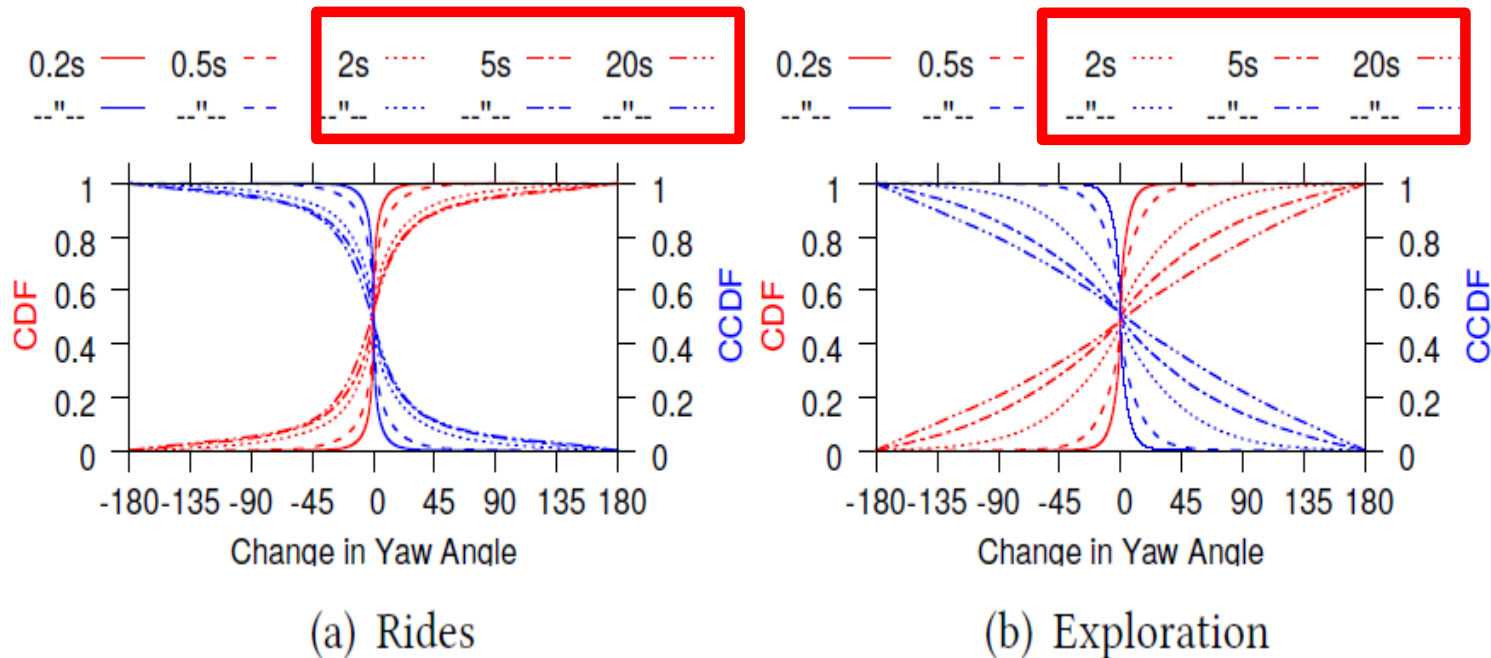 0.2s 0.5s 2s 5s 20s
--"-- --"-- --"-- --"-- --"--
1 1
0.8 0.8
0.6 0.6
0.4 0.4
0.2 0.2
0 0
CDF
CCDF
-180 -135 -90 -45 0 45 90 135 180
Change in Yaw Angle
(a) Rides
0.2s 0.5s 2s 5s 20s
--"-- --"-- --"-- --"-- --"--
1 1
0.8 0.8
0.6 0.6
0.4 0.4
0.2 0.2
0 0
CDF
CCDF
-180 -135 -90 -45 0 45 90 135 180
Change in Yaw Angle
(b) Exploration